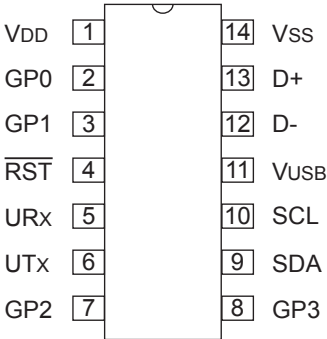 VDD 1 14 VSS
GP0 2 13 D+
GP1 3 12 D-
RST 4 11 VUSB
URx 5 10 SCL
UTx 6 9 SDA
GP2 7 8 GP3